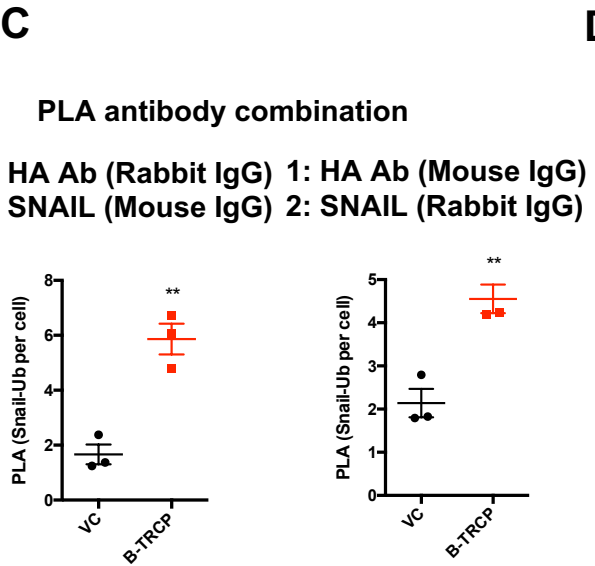 C
PLA antibody combination
HA Ab (Rabbit IgG) 1: HA Ab (Mouse IgG)
SNAIL (Mouse IgG) 2: SNAIL (Rabbit IgG)
PLA (Snail-Ub per cell)
8
6
4
2
0
**
VC
B-TRCP
PLA (Snail-Ub per cell)
5
4
3
2
1
0
**
VC
B-TRCP